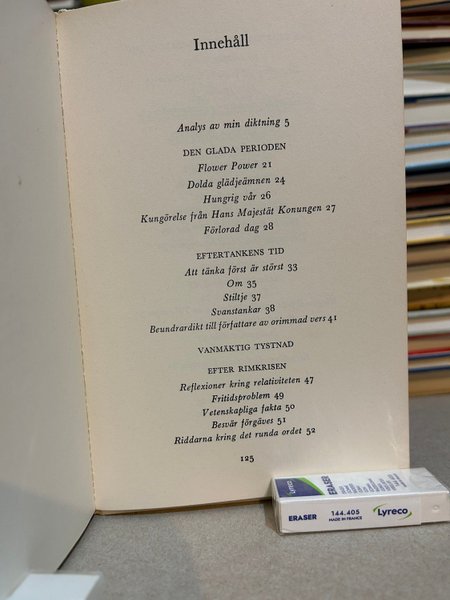 Innehåll
Analys av min diktning 5
DEN GLADA PERIODEN
Flower Power 21
Dolda glädjeämnen 24
Hungrig vår 26
Kungörelse från Hans Majestät Konungen 27
Förlorad dag 28
EFTERTANKENS TID
Att tänka först är störst 33
Om 35
Stiltje 37
Svanstankar 38
Beundrardikt till författare av orimmad vers 41
VANMÄKTIG TYSTNAD
EFTER RIMKRISEN
Reflexioner kring relativiteten 47
Fritidsproblem 49
Vetenskapliga fakta 50
Besvär förgäves 51
Riddarna kring det runda ordet 52
125
ERASER
ERASER
144.405
MADE IN FRANCE
Lyreco